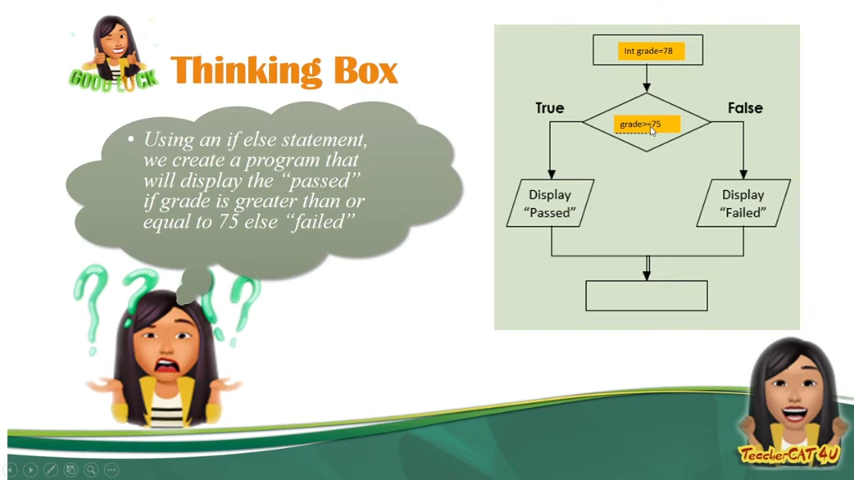 GOOD LUCK
Thinking Box
• Using an if else statement,
we create a program that
will display the “passed”
if grade is greater than or
equal to 75 else “failed”
Int grade=78
True
False
grade>=75
Display
“Passed”
Display
“Failed”
TeacherCAT 4U